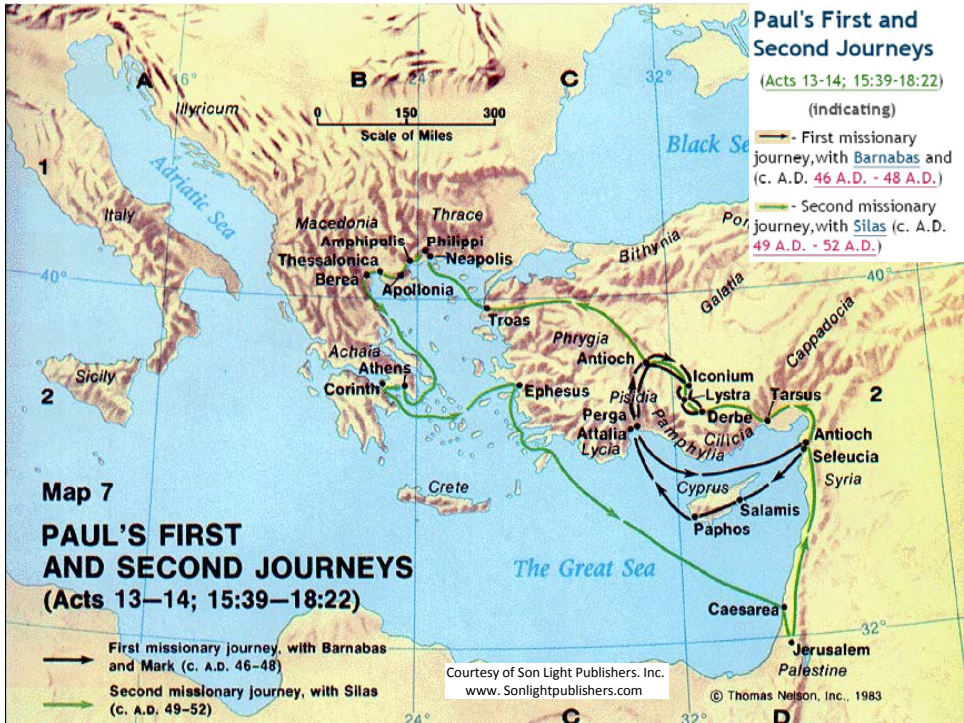 Paul's First and
Second Journeys
(Acts 13-14; 15:39-18:22)
(indicating)
- First missionary
journey,with Barnabas and
(c. A.D. 46 A.D. - 48 A.D.)
- Second missionary
journey,with Silas (c. A.D.
49 A.D. - 52 A.D.)
A
16°
B
24°
C
32°
Illyricum
0 150 300
Scale of Miles
Black Se
1
Adriatic Sea
Italy
Macedonia
Thrace
Pon
Amphipolis
Philippi
Bithynia
Thessalonica
Neapolis
Berea
Apollonia
40°
40°
Galatia
Troas
Cappadocia
Phrygia
Achaia
Antioch
Athens
Iconium
Sicily
Corinth
Ephesus
Pisidia
Lystra
Tarsus
2
2
Perga
Derbe
Attalia
Pamphylia
Cilicia
Antioch
Lycia
Seleucia
Crete
Cyprus
Syria
Map 7
Salamis
Paphos
PAUL'S FIRST
AND SECOND JOURNEYS
(Acts 13—14; 15:39—18:22)
The Great Sea
Caesarea
32°
First missionary journey, with Barnabas
and Mark (c. A.D. 46-48)
Jerusalem
Palestine
Second missionary journey, with Silas
(c. A.D. 49-52)
Courtesy of Son Light Publishers. Inc.
www. Sonlightpublishers.com
© Thomas Nelson, Inc., 1983
24°
C
32°
D